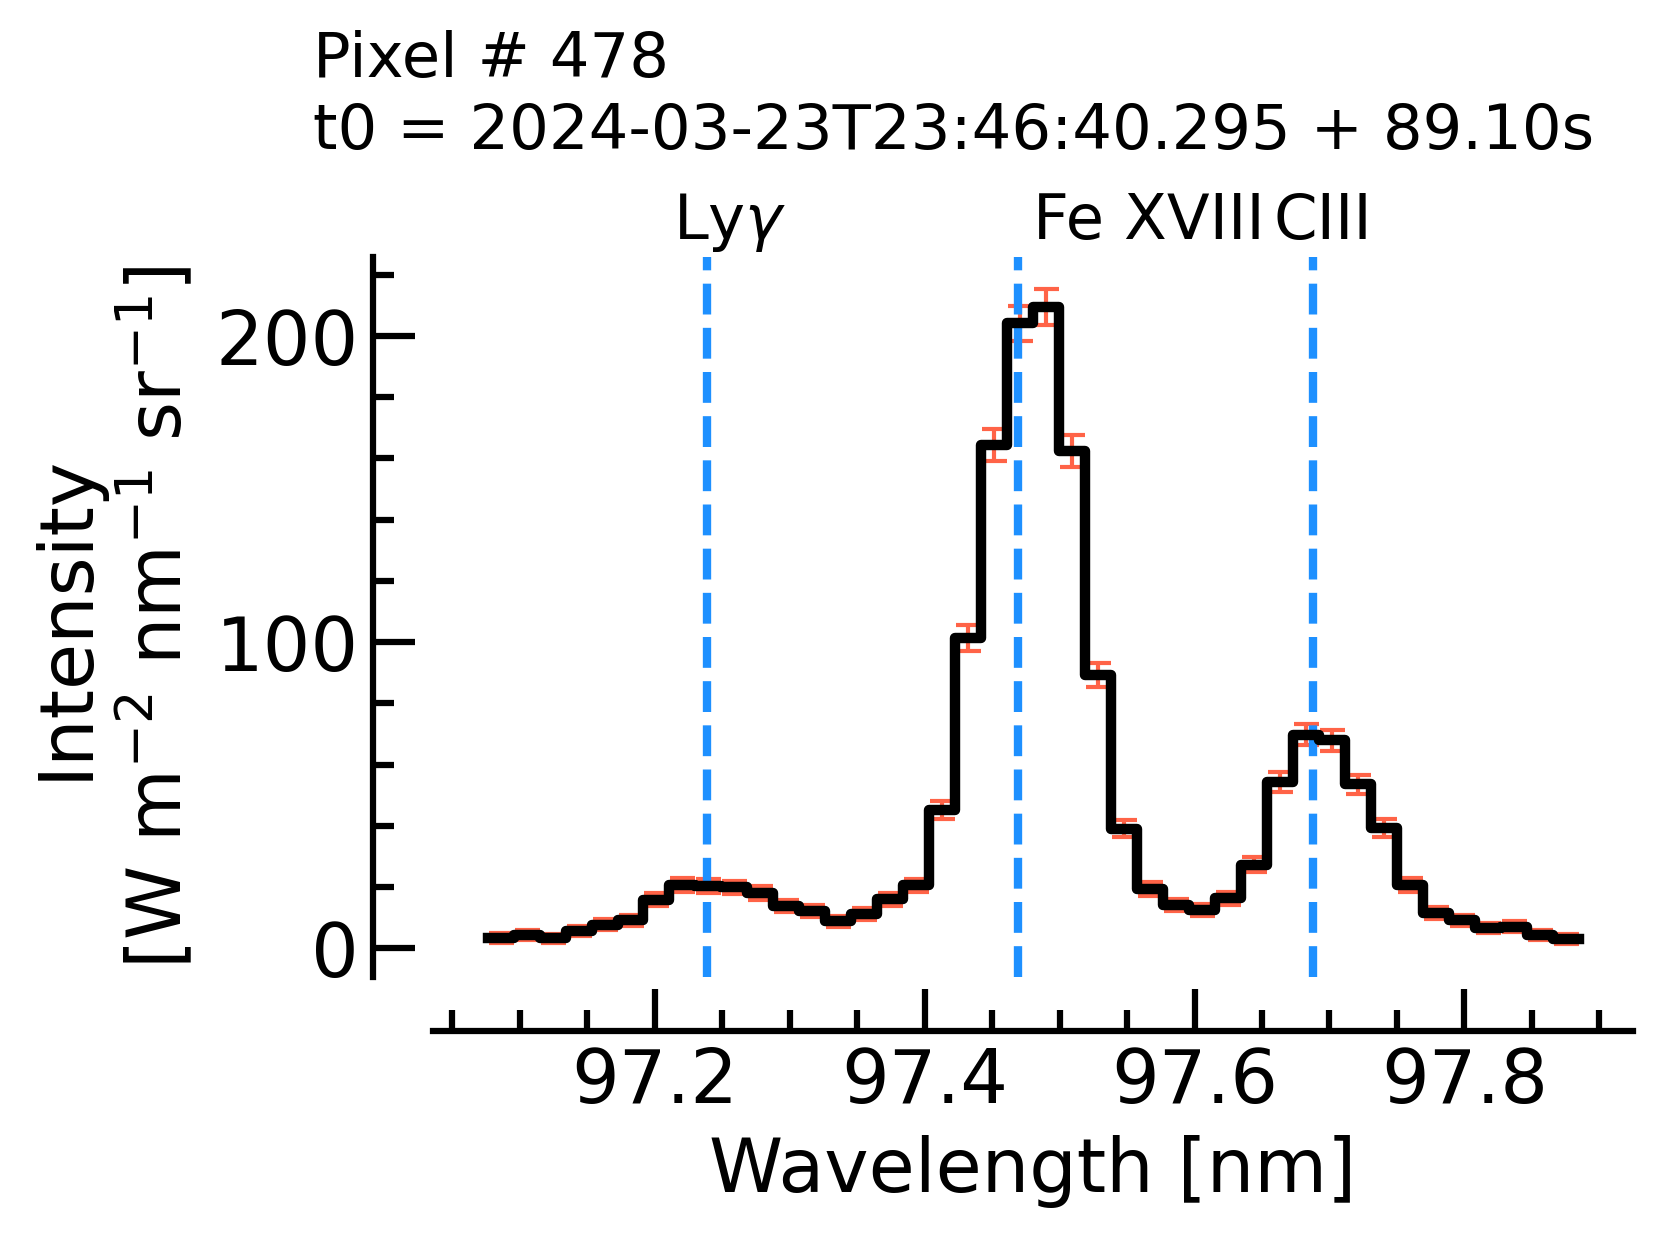 Pixel # 478
t0 = 2024-03-23T23:46:40.295 + 89.10s
Lyγ Fe XVIII CIII
Intensity
[W m⁻² nm⁻¹ sr⁻¹]
200
100
0
97.2 97.4 97.6 97.8
Wavelength [nm]